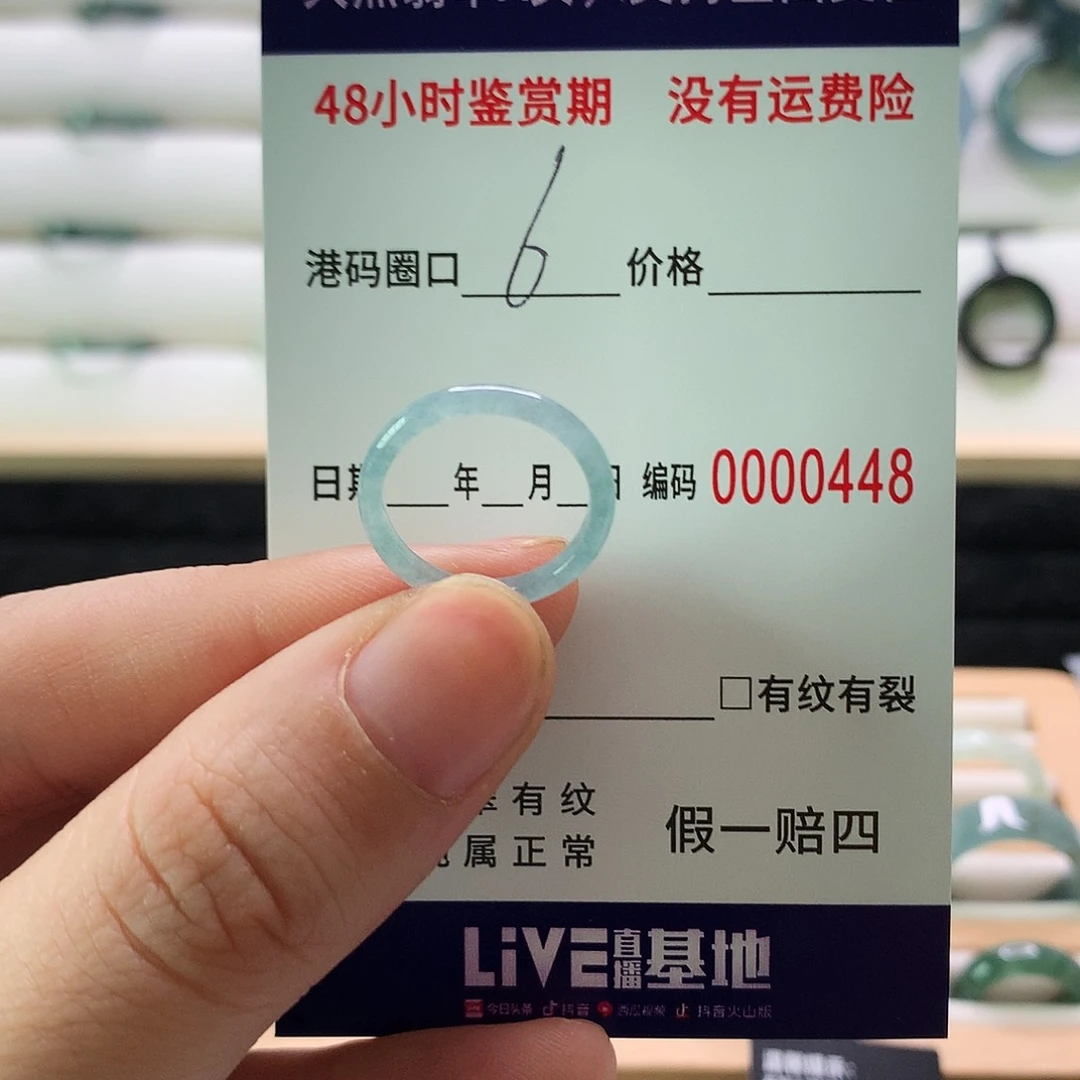 48小时鉴赏期 没有运费险
港码圈口 6 价格
日期 年 月 日 编码 0000448
□有纹有裂
有纹
属正常
假一赔四
LiVE直播基地
今日头条 抖音 西瓜视频 抖音火山版